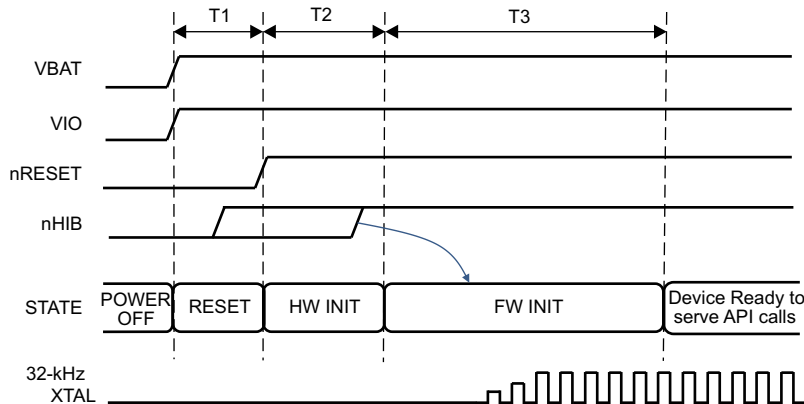 T1
T2
T3
VBAT
VIO
nRESET
nHIB
STATE
POWER
OFF
RESET
HW INIT
FW INIT
Device Ready to
serve API calls
32-kHz
XTAL